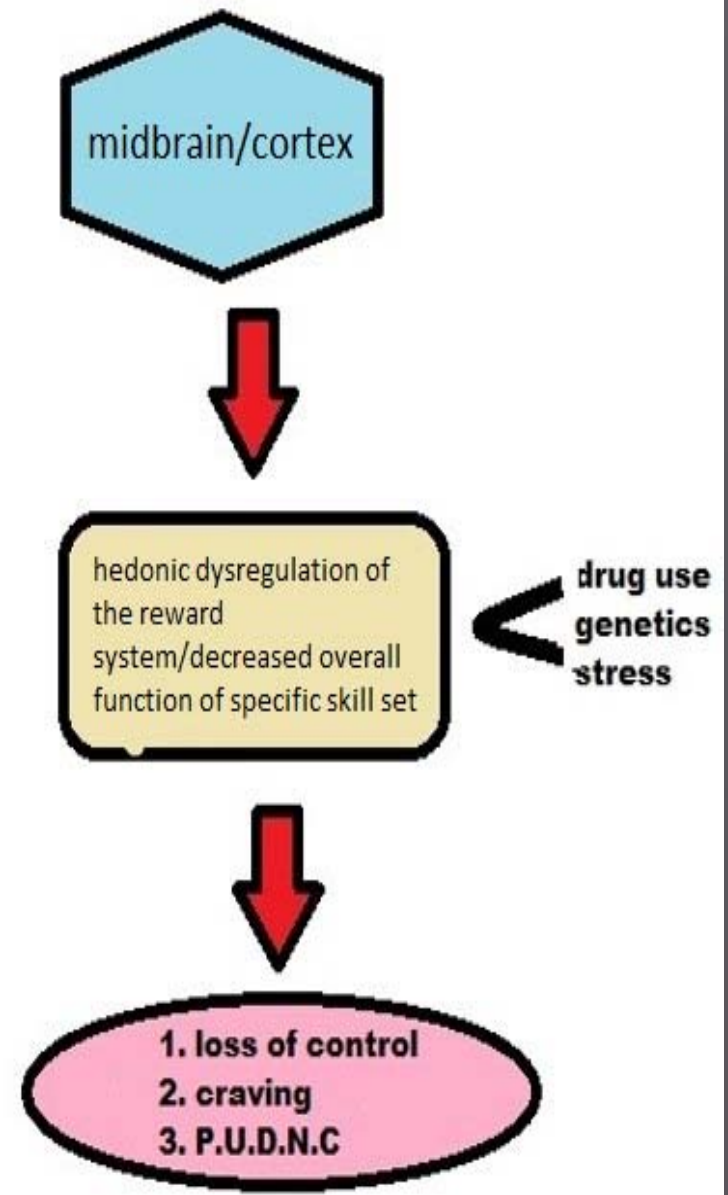 midbrain/cortex
hedonic dysregulation of
the reward
system/decreased overall
function of specific skill set
drug use
genetics
stress
1. loss of control
2. craving
3. P.U.D.N.C